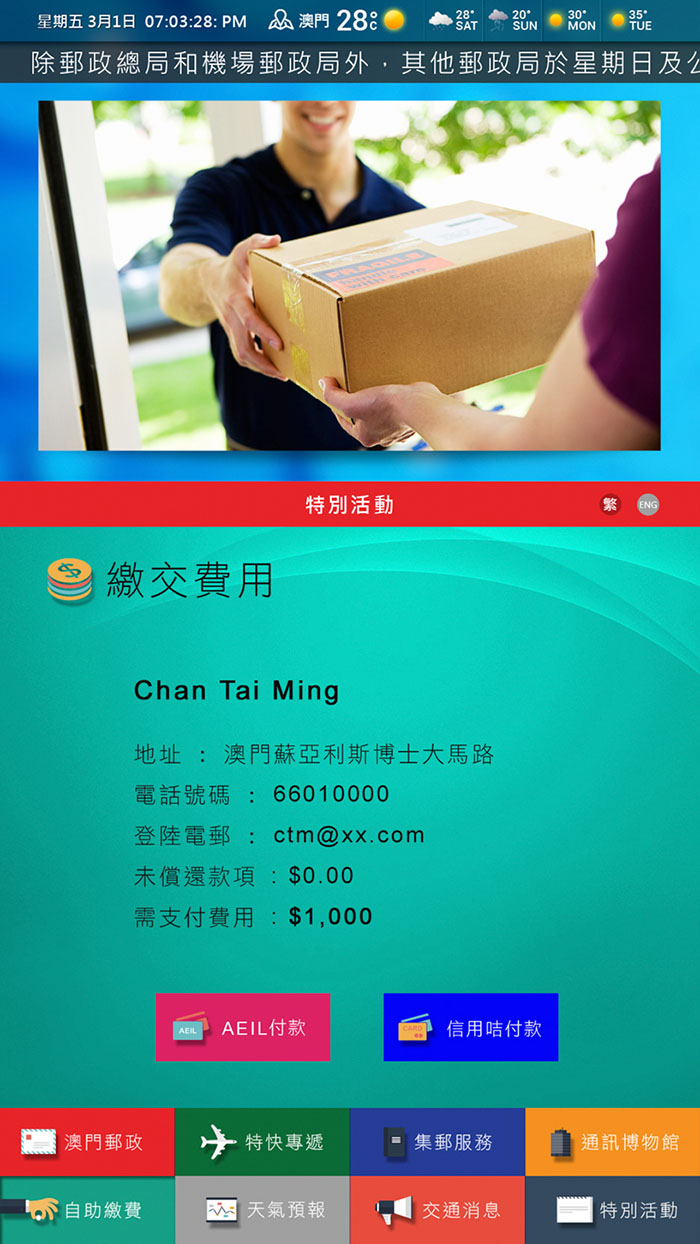 星期五 3月1日 07:03:28: PM 澳門 28°C 28° SAT 20° SUN 30° MON 35° TUE
除郵政總局和機場郵政局外，其他郵政局於星期日及公
FRAGILE
handle
with care
特別活動 繁 ENG
繳交費用
Chan Tai Ming
地址 : 澳門蘇亞利斯博士大馬路
電話號碼 : 66010000
登陸電郵 : ctm@xx.com
未償還款項 : $0.00
需支付費用 : $1,000
AEIL AEIL付款 CARD 信用咭付款
澳門郵政 特快專遞 集郵服務 通訊博物館
自助繳費 天氣預報 交通消息 特別活動